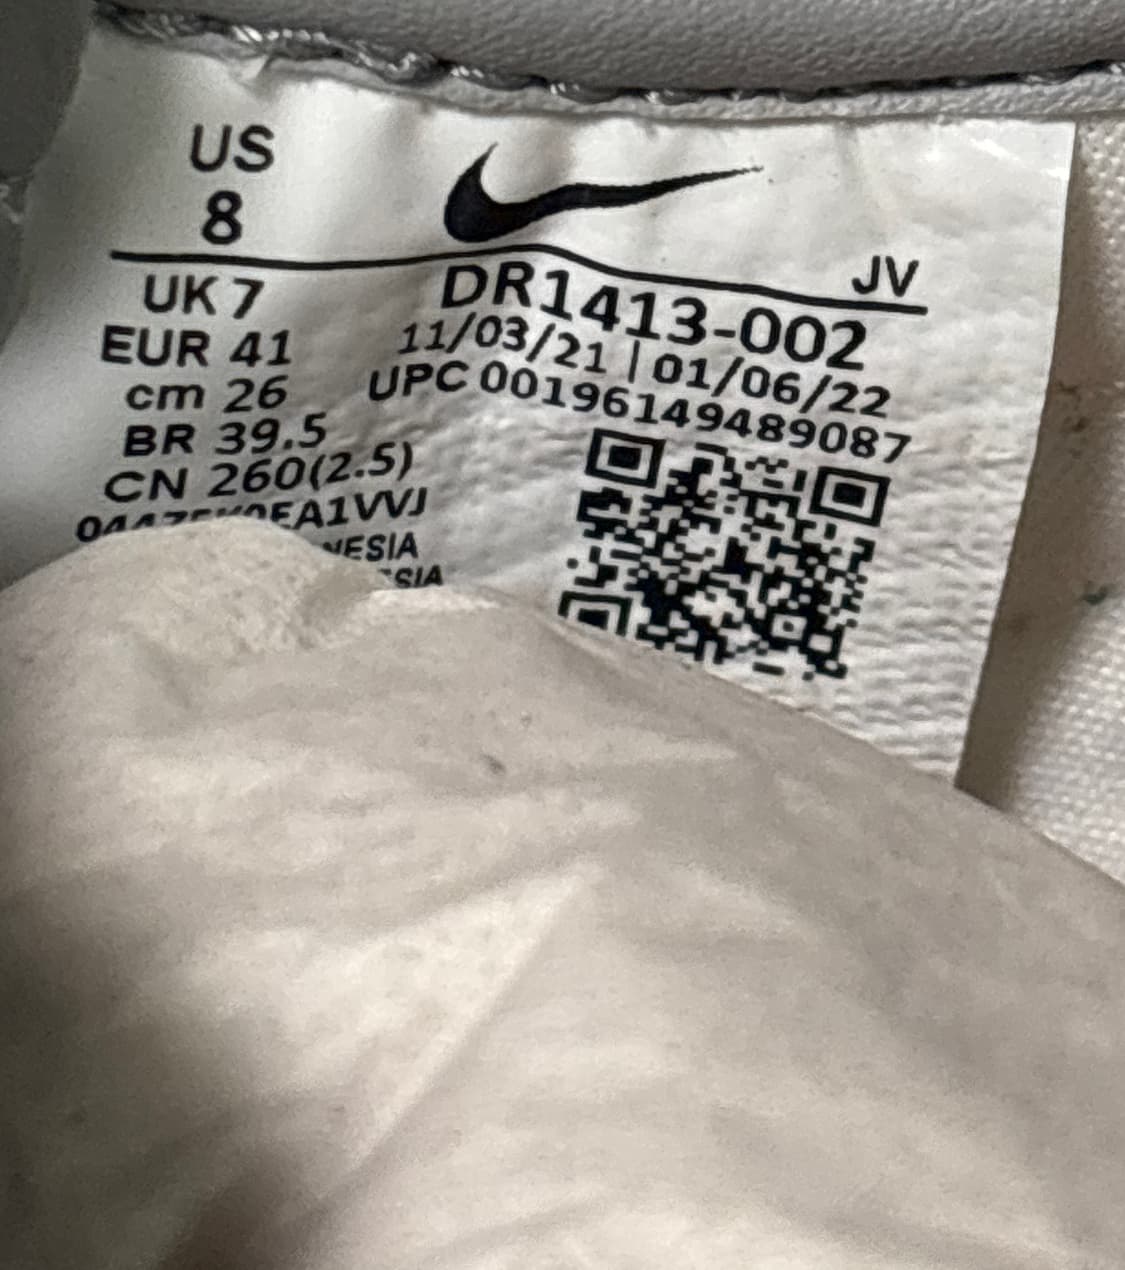 US
8
JV
UK 7
DR1413-002
EUR 41
11/03/21 | 01/06/22
cm 26
UPC 00196149489087
BR 39.5
CN 260(2.5)